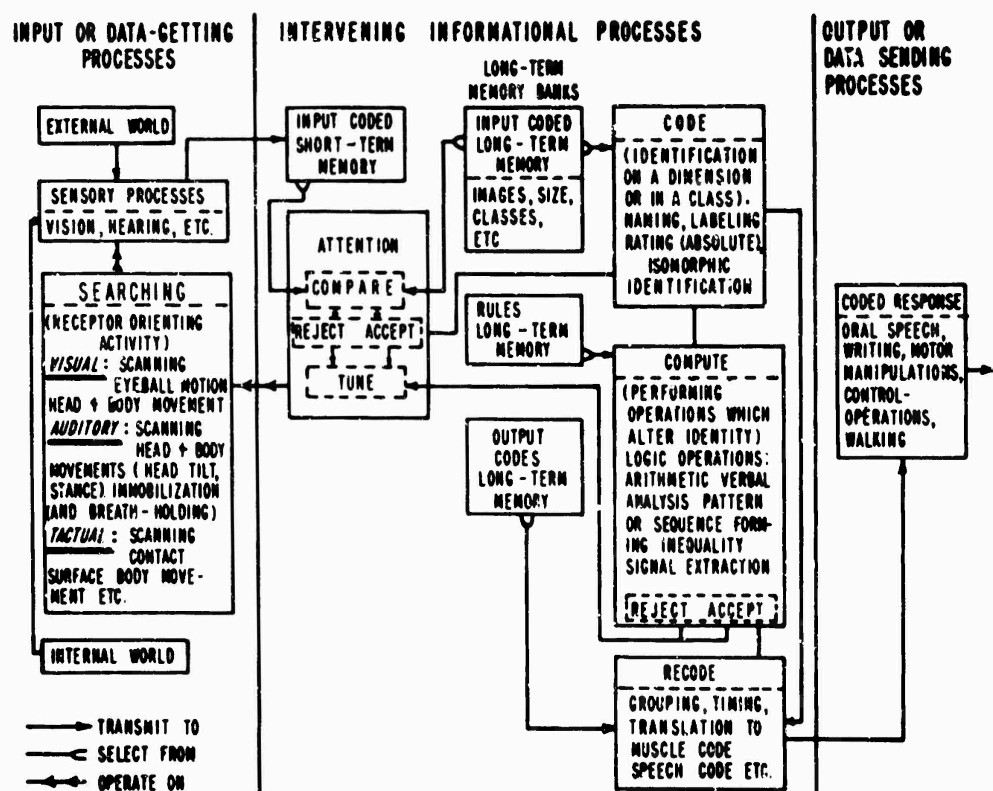 INPUT OR DATA-GETTING
PROCESSES
INTERVENING INFORMATIONAL PROCESSES
OUTPUT OR
DATA SENDING
PROCESSES
EXTERNAL WORLD
SENSORY PROCESSES
VISION, HEARING, ETC.
SEARCHING
(RECEPTOR ORIENTING
ACTIVITY)
VISUAL: SCANNING
EYEBALL MOTION
HEAD + BODY MOVEMENT
AUDITORY: SCANNING
HEAD + BODY
MOVEMENTS (HEAD TILT,
STANCE) IMMOBILIZATION
(AND BREATH-HOLDING)
TACTUAL: SCANNING
CONTACT
SURFACE BODY MOVE-
MENT ETC.
INTERNAL WORLD
TRANSMIT TO
SELECT FROM
OPERATE ON
INPUT CODED
SHORT-TERM
MEMORY
ATTENTION
COMPARE
REJECT ACCEPT
TUNE
LONG-TERM
MEMORY BANKS
INPUT CODED
LONG-TERM
MEMORY
IMAGES, SIZE,
CLASSES,
ETC
RULES
LONG-TERM
MEMORY
OUTPUT
CODES
LONG-TERM
MEMORY
CODE
(IDENTIFICATION
ON A DIMENSION
OR IN A CLASS).
NAMING, LABELING
RATING (ABSOLUTE)
ISOMORPHIC
IDENTIFICATION
COMPUTE
(PERFORMING
OPERATIONS WHICH
ALTER IDENTITY)
LOGIC OPERATIONS:
ARITHMETIC VERBAL
ANALYSIS PATTERN
OR SEQUENCE FORM-
ING INEQUALITY
SIGNAL EXTRACTION
REJECT ACCEPT
RECODE
GROUPING, TIMING,
TRANSLATION TO
MUSCLE CODE
SPEECH CODE ETC.
CODED RESPONSE
ORAL SPEECH,
WRITING, MOTOR
MANIPULATIONS,
CONTROL-
OPERATIONS,
WALKING